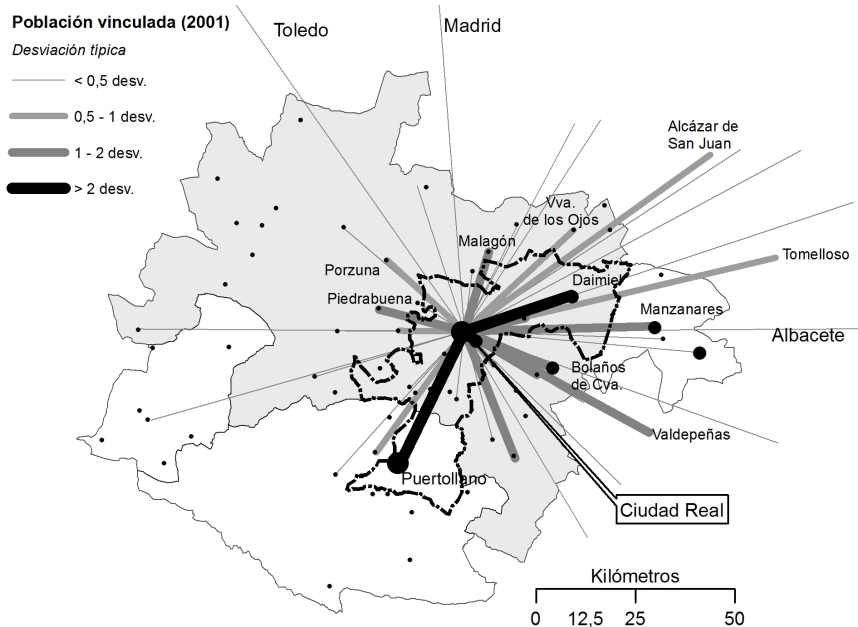 Población vinculada (2001)
Desviación típica
< 0,5 desv.
0,5 - 1 desv.
1 - 2 desv.
> 2 desv.
Toledo
Madrid
Alcázar de
San Juan
Vva.
de los Ojos
Malagón
Tomelloso
Porzuna
Daimiel
Piedrabuena
Manzanares
Albacete
Bolaños
de Cva.
Valdepeñas
Puertollano
Ciudad Real
Kilómetros
0 12,5 25 50